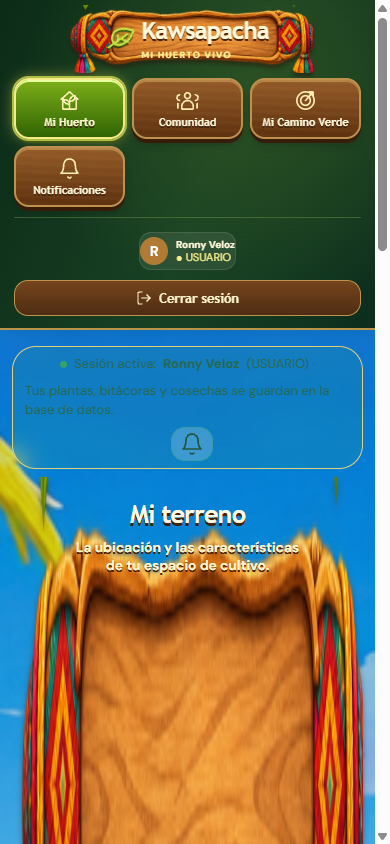 Kawsapacha
MI HUERTO VIVO
Mi Huerto
Comunidad
Mi Camino Verde
Notificaciones
R
Ronny Veloz
● USUARIO
Cerrar sesión
● Sesión activa: Ronny Veloz (USUARIO) ·
Tus plantas, bitácoras y cosechas se guardan en la
base de datos.
Mi terreno
La ubicación y las características
de tu espacio de cultivo.